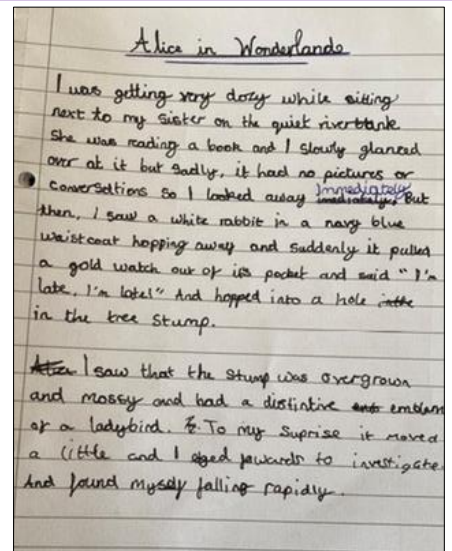 Alice in Wonderlande
I was getting very dozy while sitting
next to my sister on the quiet riverbank
She was reading a book and I slowly glanced
over at it but sadly, it had no pictures or
conversations so I looked away Immediately. But
then, I saw a white rabbit in a navy blue
waistcoat hopping away and suddenly it pulled
a gold watch out of its pocket and said "I'm
late, I'm late!" And hopped into a hole
in the tree stump.
I saw that the stump was overgrown
and mossy and had a distintive emblem
of a ladybird. To my suprise it moved
a little and I eged fowards to investigate.
And found myself falling rapidly.